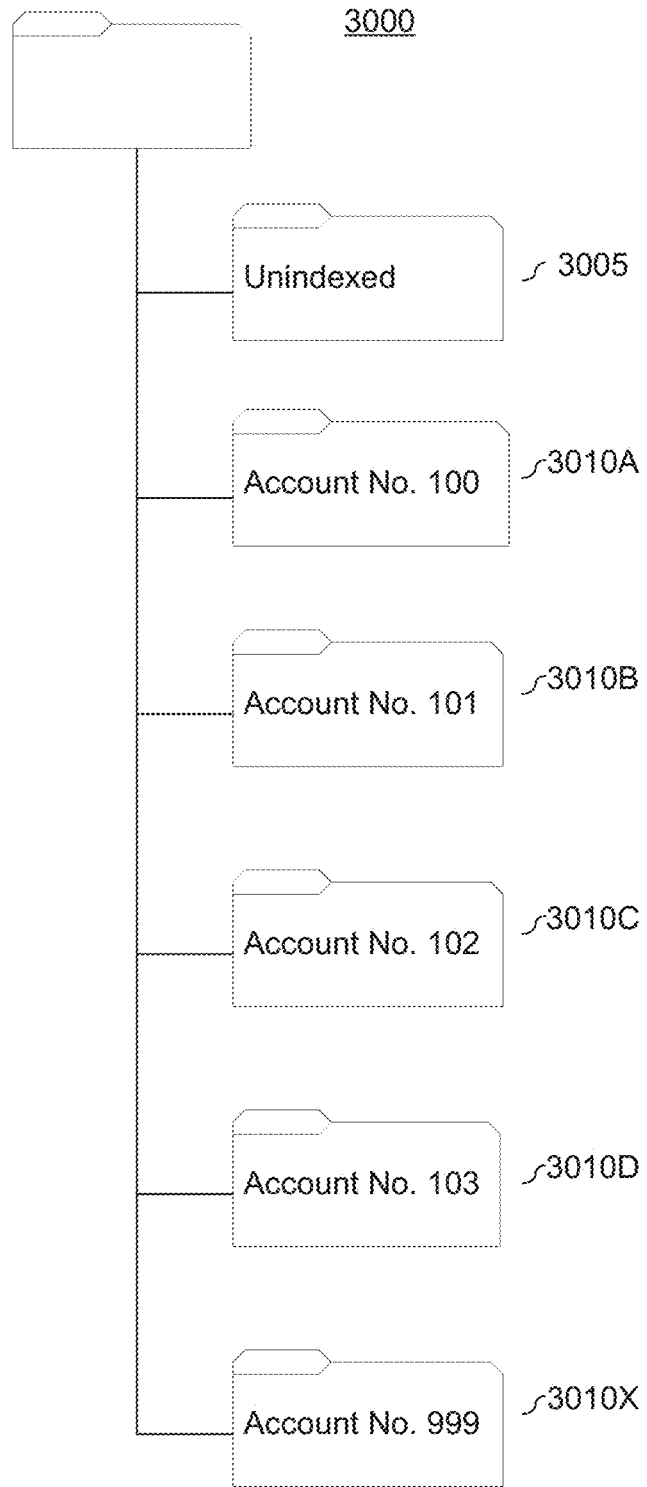 3000
Unindexed
3005
Account No. 100
3010A
Account No. 101
3010B
Account No. 102
3010C
Account No. 103
3010D
Account No. 999
3010X